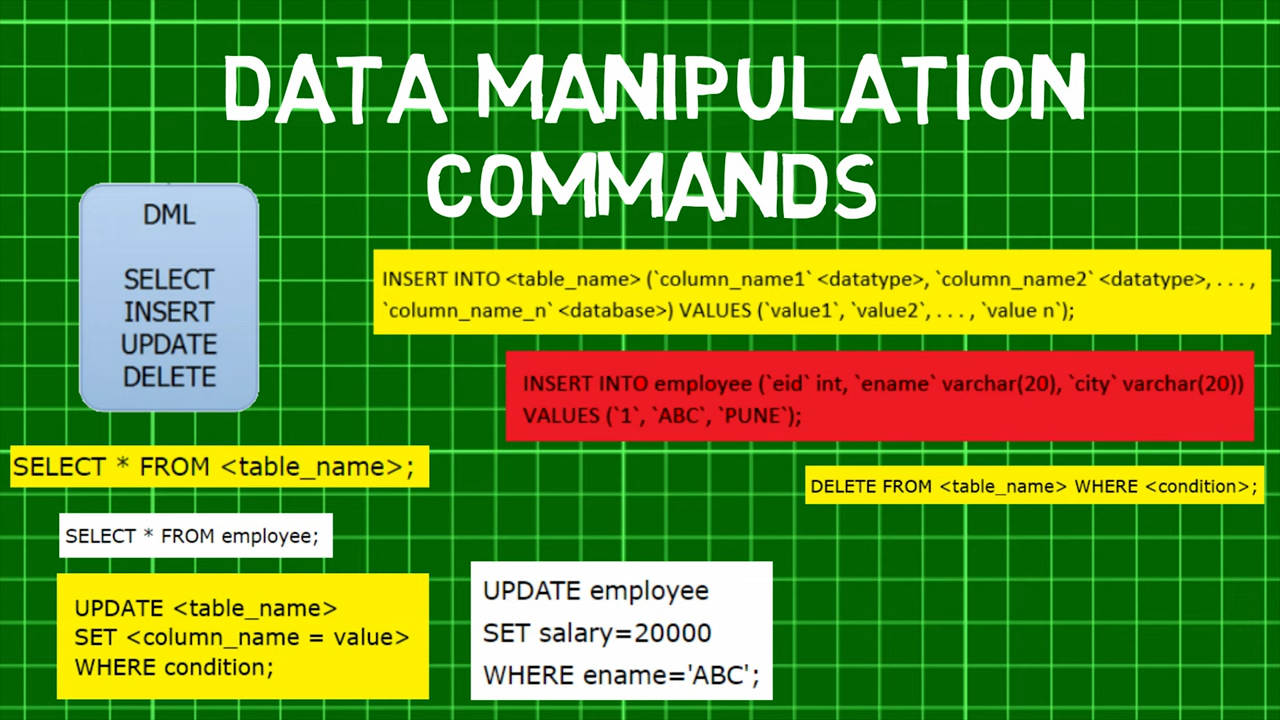 DATA MANIPULATION
COMMANDS
DML
SELECT
INSERT
UPDATE
DELETE
INSERT INTO <table_name> (`column_name1` <datatype>, `column_name2` <datatype>, . . . ,
`column_name_n` <database>) VALUES (`value1`, `value2`, . . . , `value n`);
INSERT INTO employee (`eid` int, `ename` varchar(20), `city` varchar(20))
VALUES (`1`, `ABC`, `PUNE`);
SELECT * FROM <table_name>;
DELETE FROM <table_name> WHERE <condition>;
SELECT * FROM employee;
UPDATE <table_name>
SET <column_name = value>
WHERE condition;
UPDATE employee
SET salary=20000
WHERE ename='ABC';